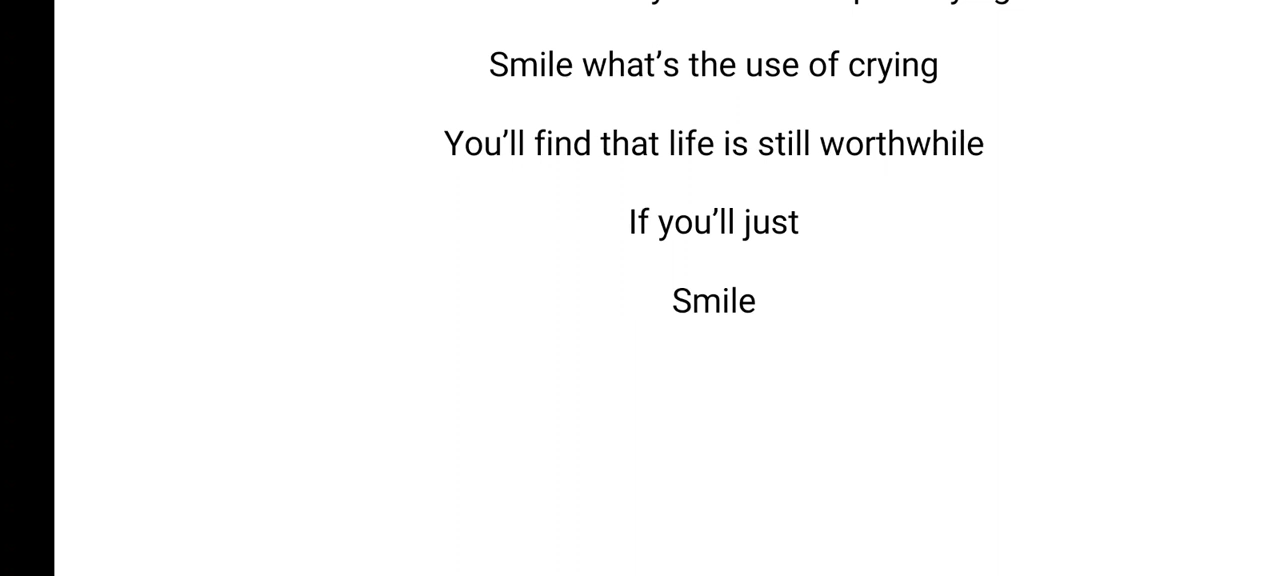 Smile what’s the use of crying
You’ll find that life is still worthwhile
If you’ll just
Smile